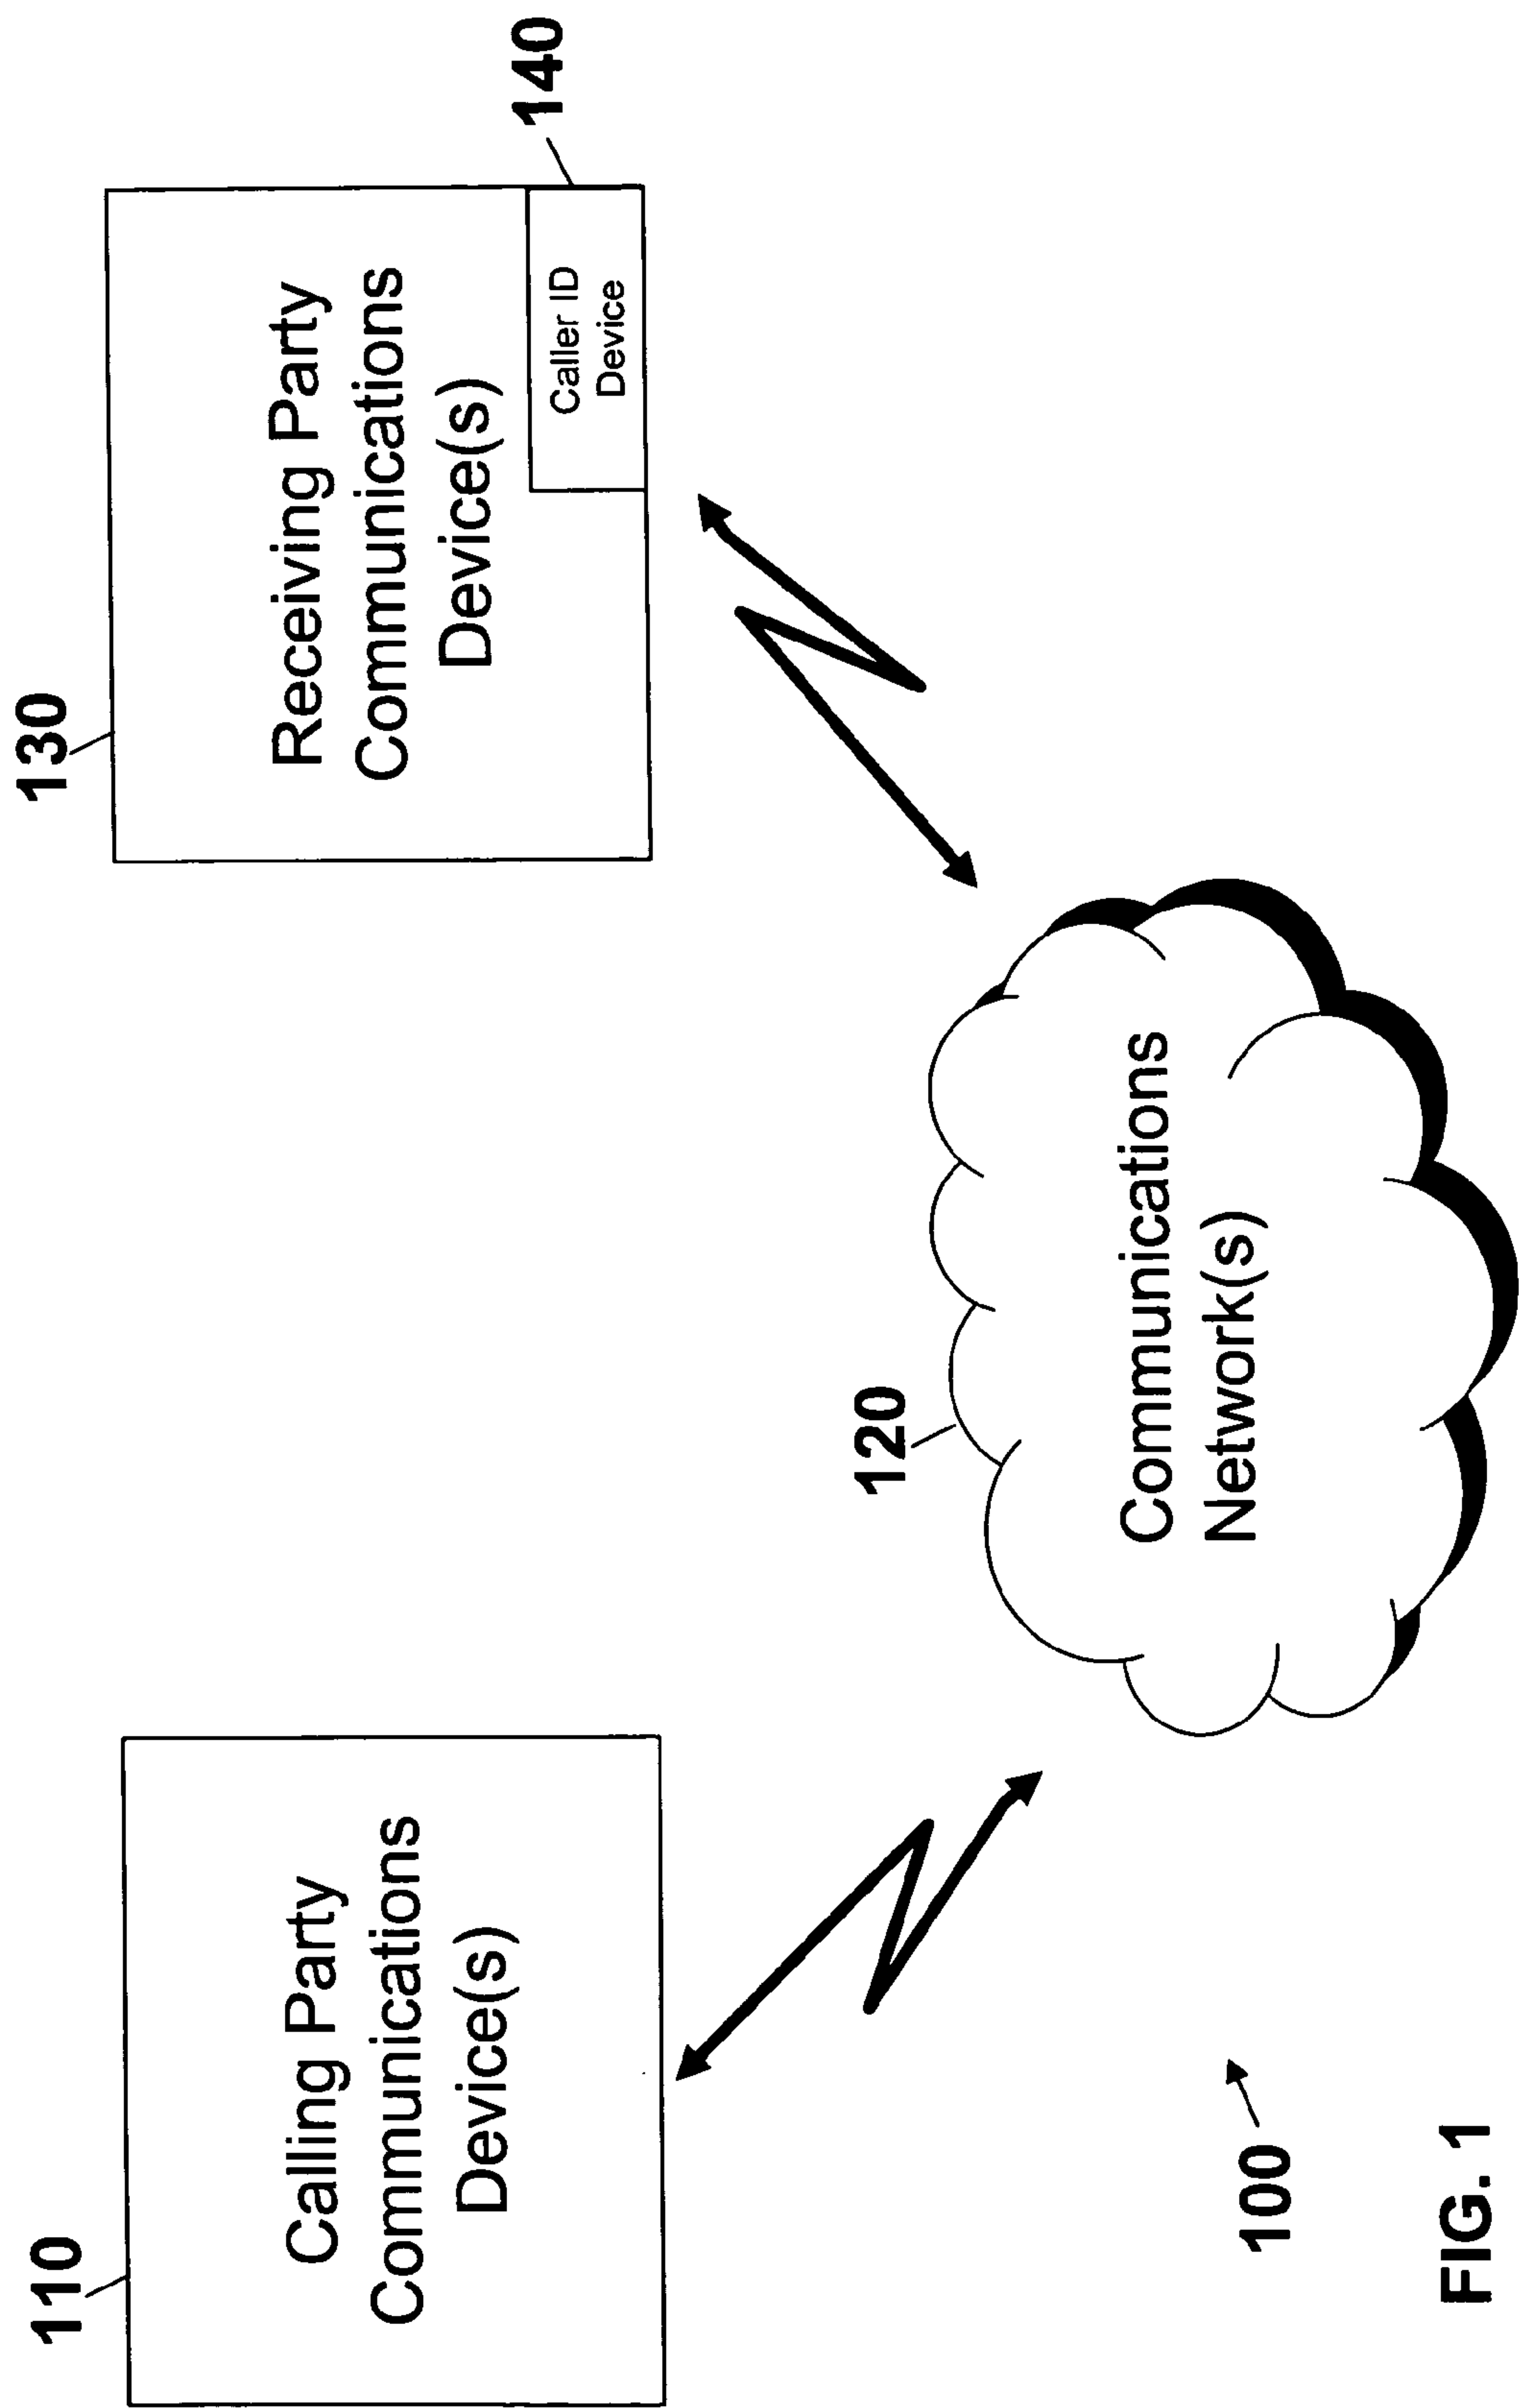 110
Calling Party
Communications
Device(s)
130
Receiving Party
Communications
Device(s)
Caller ID
Device
140
120
Communications
Network(s)
100
FIG. 1